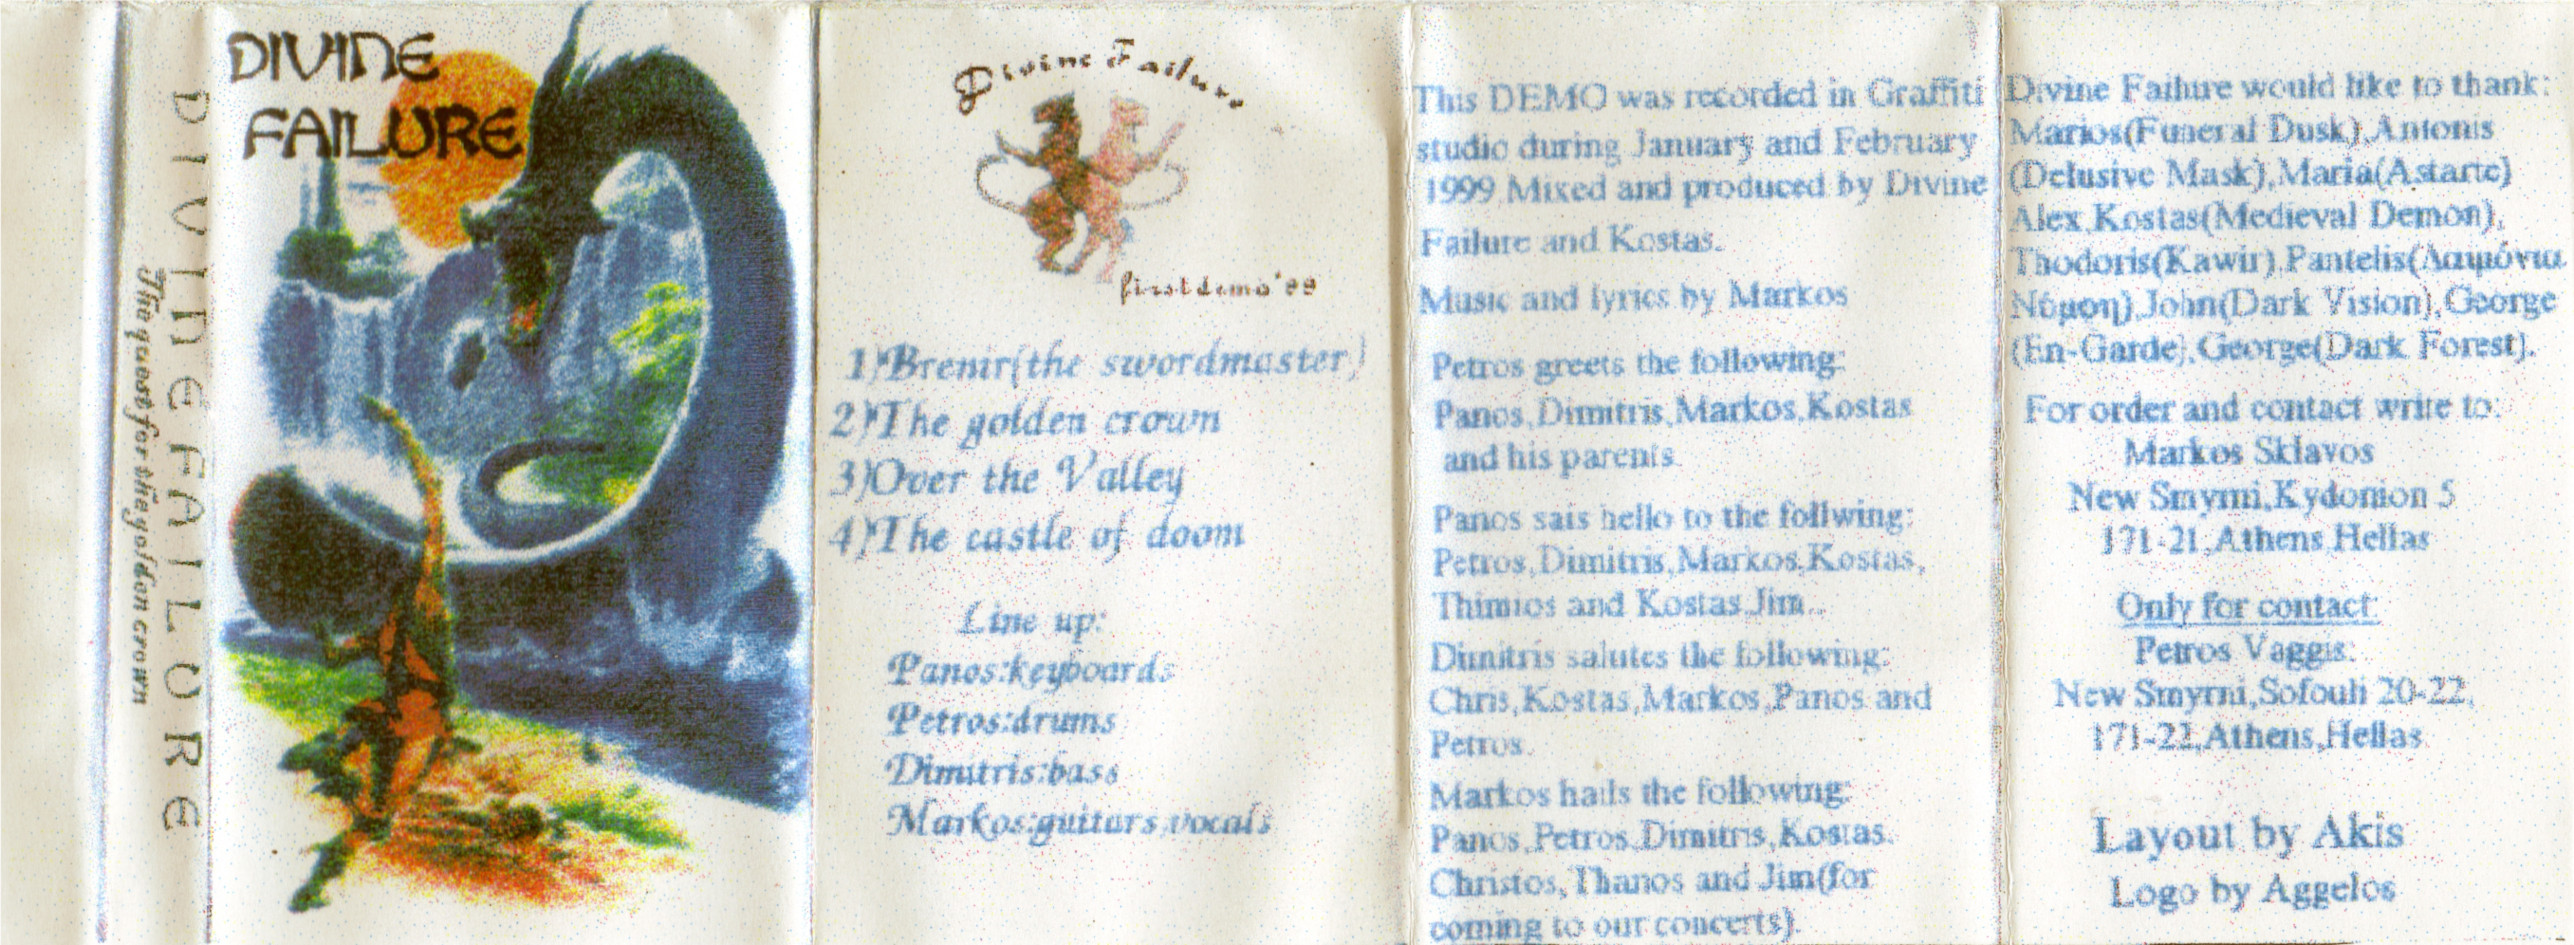 DIVINE FAILURE
The quest for the golden crown
DIVINE
FAILURE
Divine Failure
first demo '99
1)Brenir(the swordmaster)
2)The golden crown
3)Over the Valley
4)The castle of doom
Line up:
Panos:keyboards
Petros:drums
Dimitris:bass
Markos:guitars,vocals
This DEMO was recorded in Graffiti
studio during January and February
1999.Mixed and produced by Divine
Failure and Kostas.
Music and lyrics by Markos
Petros greets the following:
Panos,Dimitris,Markos,Kostas
and his parents.
Panos sais hello to the follwing:
Petros,Dimitris,Markos,Kostas,
Thimios and Kostas,Jim..
Dimitris salutes the following:
Chris,Kostas,Markos,Panos and
Petros.
Markos hails the following:
Panos,Petros,Dimitris,Kostas.
Christos,Thanos and Jim(for
coming to our concerts).
Divine Failure would like to thank:
Marios(Funeral Dusk),Antonis
(Delusive Mask),Maria(Astarte)
Alex,Kostas(Medieval Demon),
Thodoris(Kawir),Pantelis(Δαιμόνια
Νύμφη),John(Dark Vision),George
(En-Garde),George(Dark Forest).
For order and contact write to:
Markos Sklavos
New Smyrni,Kydonion 5
171-21,Athens,Hellas
Only for contact:
Petros Vaggis:
New Smyrni,Sofouli 20-22,
171-22,Athens,Hellas
Layout by Akis
Logo by Aggelos